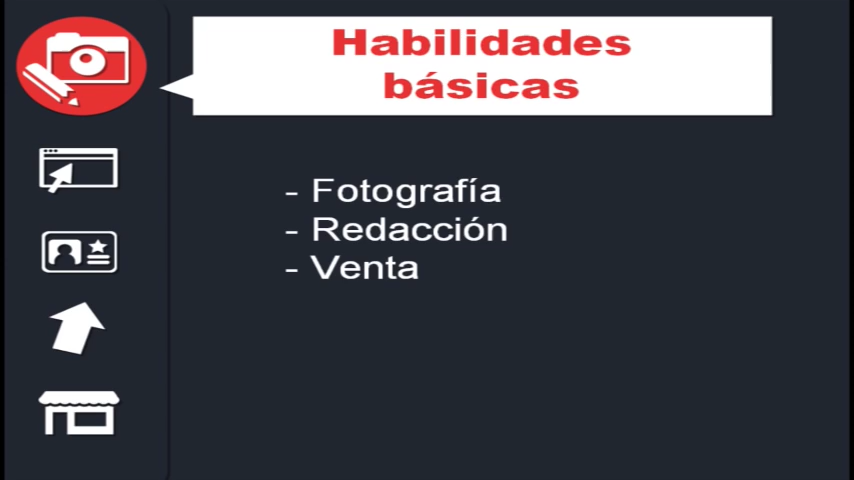 Habilidades
básicas
- Fotografía
- Redacción
- Venta